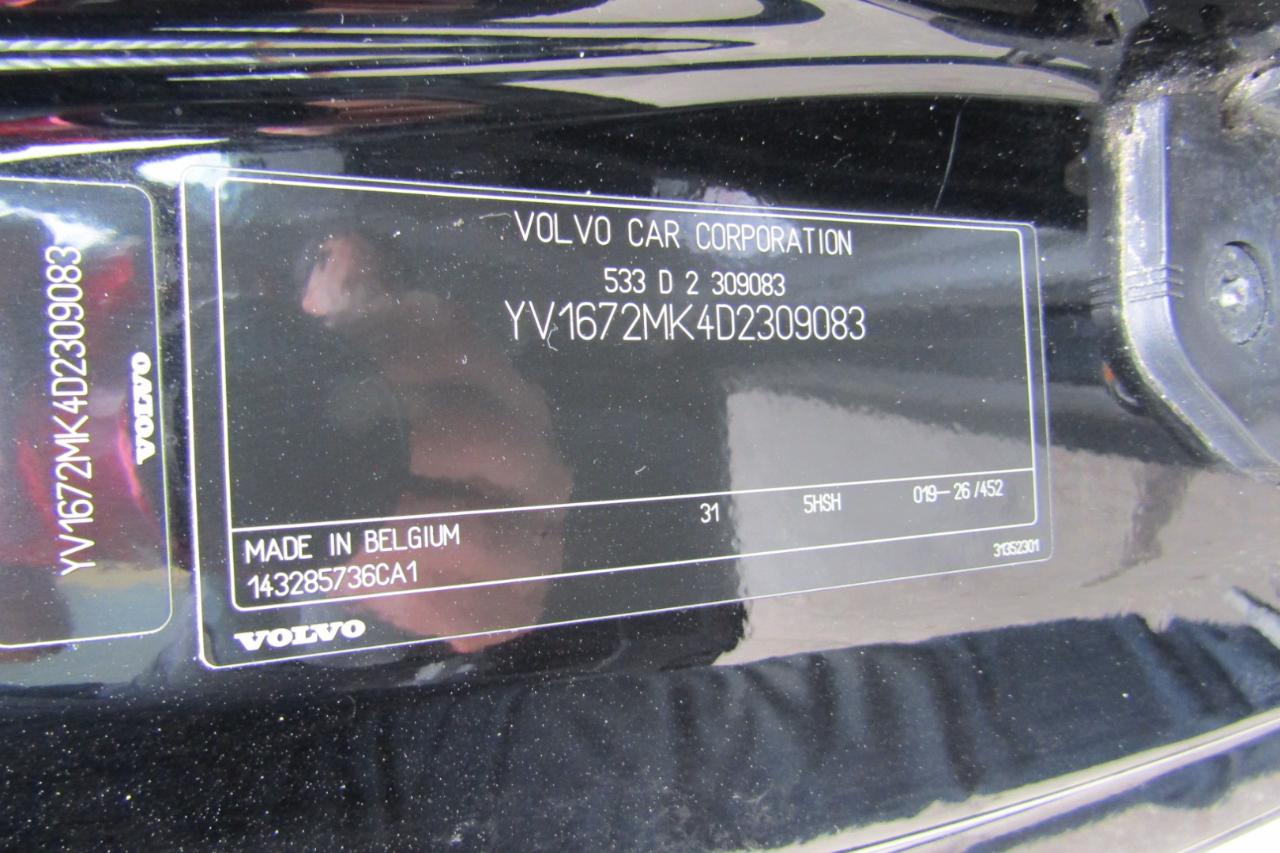 YV1672MK4D2309083
VOLVO
VOLVO CAR CORPORATION
533 D 2 309083
YV1672MK4D2309083
31 5HSH 019-26/452
MADE IN BELGIUM
143285736CA1
31352301
VOLVO